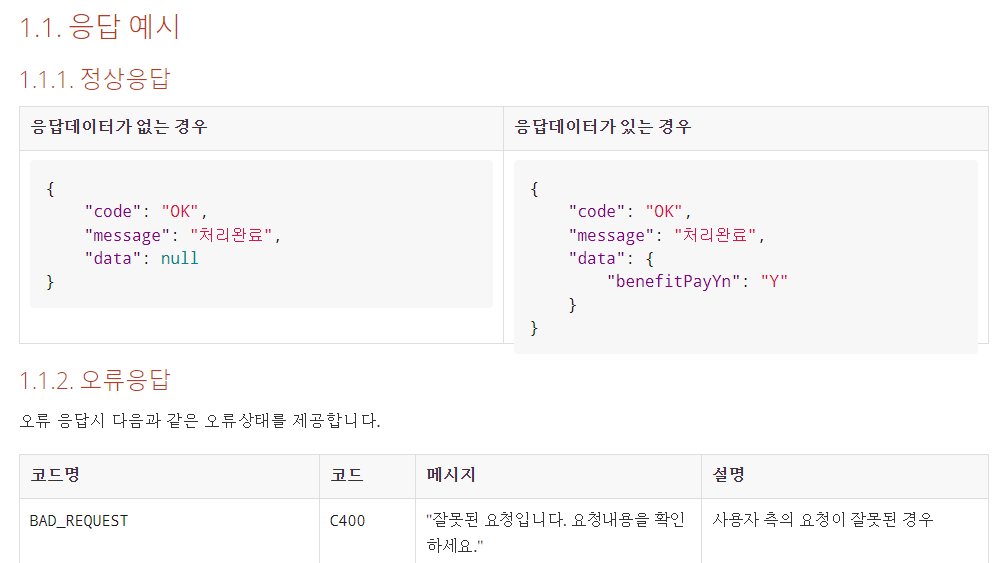 1.1. 응답 예시
1.1.1. 정상응답
응답데이터가 없는 경우
응답데이터가 있는 경우
{
"code": "OK",
"message": "처리완료",
"data": null
}
{
"code": "OK",
"message": "처리완료",
"data": {
"benefitPayYn": "Y"
}
}
1.1.2. 오류응답
오류 응답시 다음과 같은 오류상태를 제공합니다.
코드명
코드
메시지
설명
BAD_REQUEST
C400
"잘못된 요청입니다. 요청내용을 확인
하세요."
사용자 측의 요청이 잘못된 경우